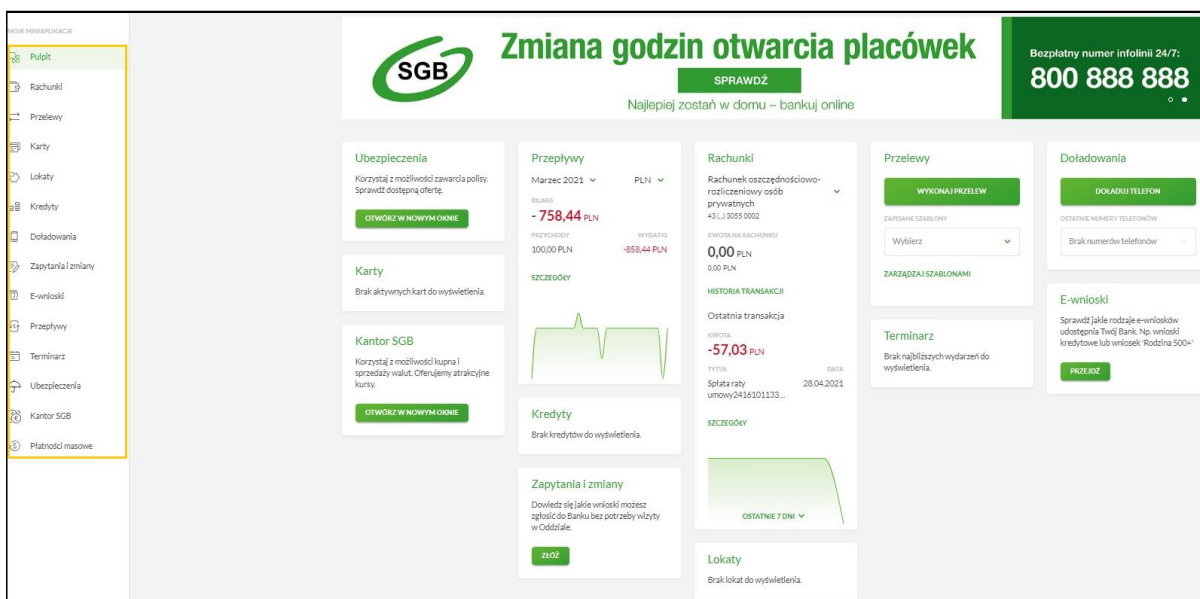 MOJE MINIAPLIKACJE
Pulpit
Rachunki
Przelewy
Karty
Lokaty
Kredyty
Doładowania
Zapytania i zmiany
E-wnioski
Przepływy
Terminarz
Ubezpieczenia
Kantor SGB
Płatności masowe
SGB
Zmiana godzin otwarcia placówek
SPRAWDŹ
Najlepiej zostań w domu – bankuj online
Bezpłatny numer infolinii 24/7:
800 888 888
Ubezpieczenia
Korzystaj z możliwości zawarcia polisy.
Sprawdź dostępną ofertę.
OTWÓRZ W NOWYM OKNIE
Karty
Brak aktywnych kart do wyświetlenia.
Kantor SGB
Korzystaj z możliwości kupna i
sprzedaży walut. Oferujemy atrakcyjne
kursy.
OTWÓRZ W NOWYM OKNIE
Przepływy
Marzec 2021 PLN
BILANS
- 758,44 PLN
PRZYCHODY WYDATKI
100,00 PLN -858,44 PLN
SZCZEGÓŁY
Kredyty
Brak kredytów do wyświetlenia.
Zapytania i zmiany
Dowiedz się jakie wnioski możesz
zgłosić do Banku bez potrzeby wizyty
w Oddziale.
ZŁÓŻ
Rachunki
Rachunek oszczędnościowo-
rozliczeniowy osób
prywatnych
43 (...) 3055 0002
KWOTA NA RACHUNKU
0,00 PLN
0,00 PLN
HISTORIA TRANSAKCJI
Ostatnia transakcja
KWOTA
-57,03 PLN
TYTUŁ DATA
Spłata raty 28.04.2021
umowy2416101133...
SZCZEGÓŁY
OSTATNIE 7 DNI
Lokaty
Brak lokat do wyświetlenia.
Przelewy
WYKONAJ PRZELEW
ZAPISANE SZABLONY
Wybierz
ZARZĄDZAJ SZABLONAMI
Terminarz
Brak najbliższych wydarzeń do
wyświetlenia.
Doładowania
DOŁADUJ TELEFON
OSTATNIE NUMERY TELEFONÓW
Brak numerów telefonów
E-wnioski
Sprawdź jakie rodzaje e-wniosków
udostępnia Twój Bank. Np. wnioski
kredytowe lub wniosek 'Rodzina 500+'
PRZEJDŹ